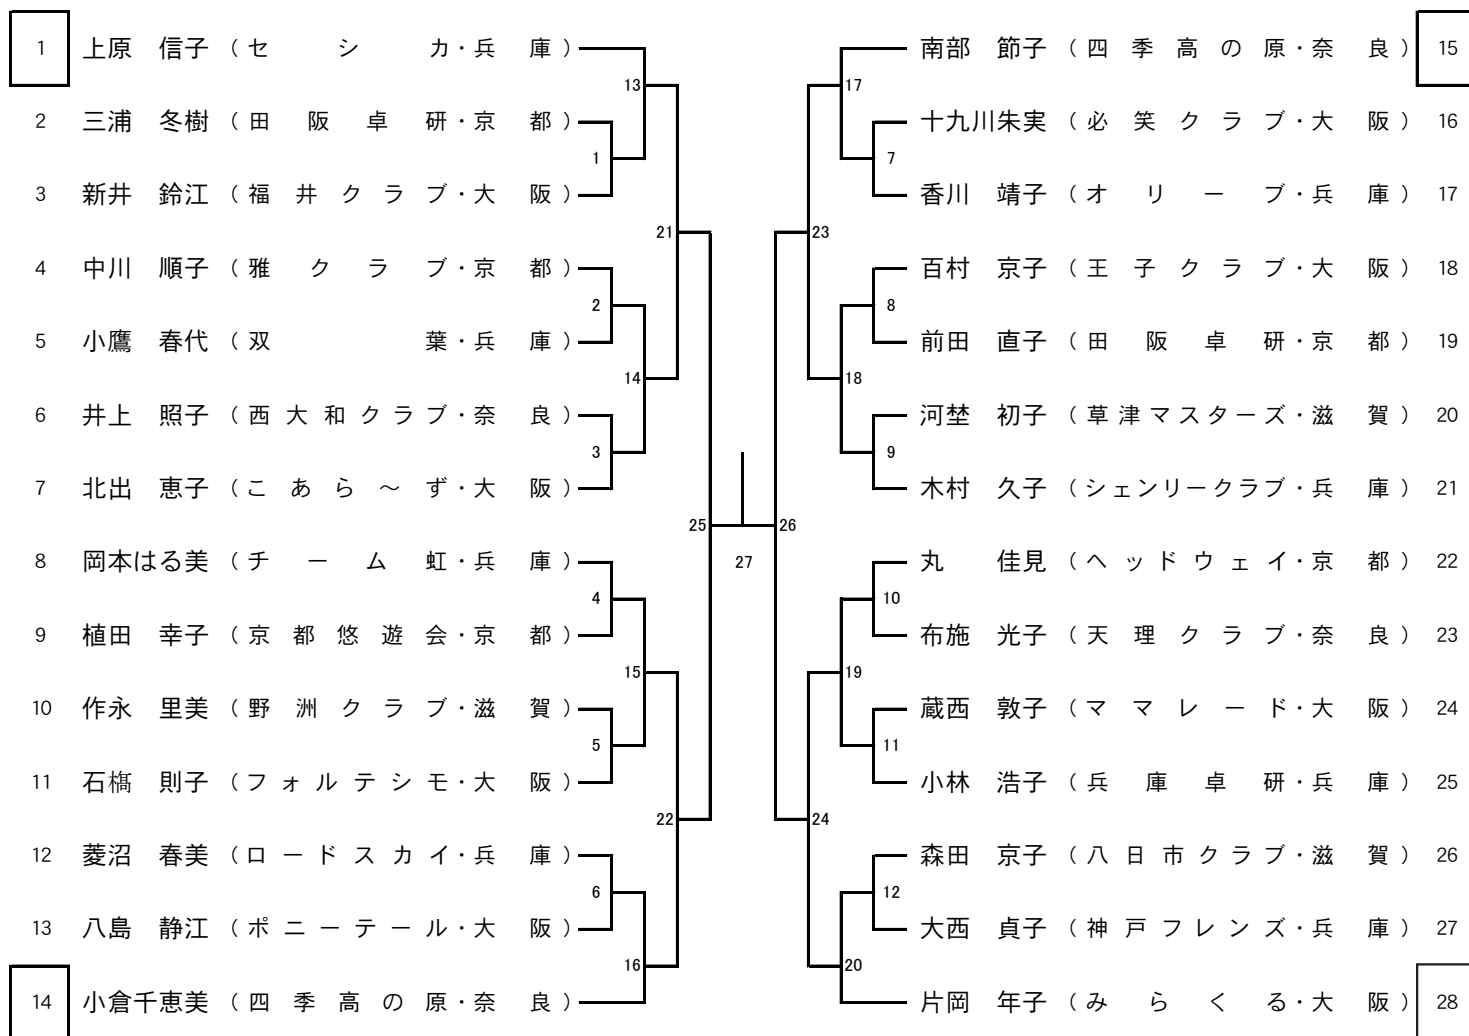 1 上原 信子 (セシカ・兵庫)
13
2 三浦 冬樹 (田阪卓研・京都)
1
3 新井 鈴江 (福井クラブ・大阪)
21
4 中川 順子 (雅クラブ・京都)
2
5 小鷹 春代 (双葉・兵庫)
14
6 井上 照子 (西大和クラブ・奈良)
3
7 北出 恵子 (こあら～ず・大阪)
25
8 岡本はる美 (チーム虹・兵庫)
4
9 植田 幸子 (京都悠遊会・京都)
15
10 作永 里美 (野洲クラブ・滋賀)
5
11 石橋 則子 (フォルテシモ・大阪)
22
12 菱沼 春美 (ロードスカイ・兵庫)
6
13 八島 静江 (ポニーテール・大阪)
16
14 小倉千恵美 (四季高の原・奈良)
27
南部 節子 (四季高の原・奈良) 15
17
十九川朱実 (必笑クラブ・大阪) 16
7
香川 靖子 (オリーブ・兵庫) 17
23
百村 京子 (王子クラブ・大阪) 18
8
前田 直子 (田阪卓研・京都) 19
18
河埜 初子 (草津マスターズ・滋賀) 20
9
木村 久子 (シェンリークラブ・兵庫) 21
26
丸 佳見 (ヘッドウェイ・京都) 22
10
布施 光子 (天理クラブ・奈良) 23
19
蔵西 敦子 (ママレード・大阪) 24
11
小林 浩子 (兵庫卓研・兵庫) 25
24
森田 京子 (八日市クラブ・滋賀) 26
12
大西 貞子 (神戸フレンズ・兵庫) 27
20
片岡 年子 (みらくる・大阪) 28